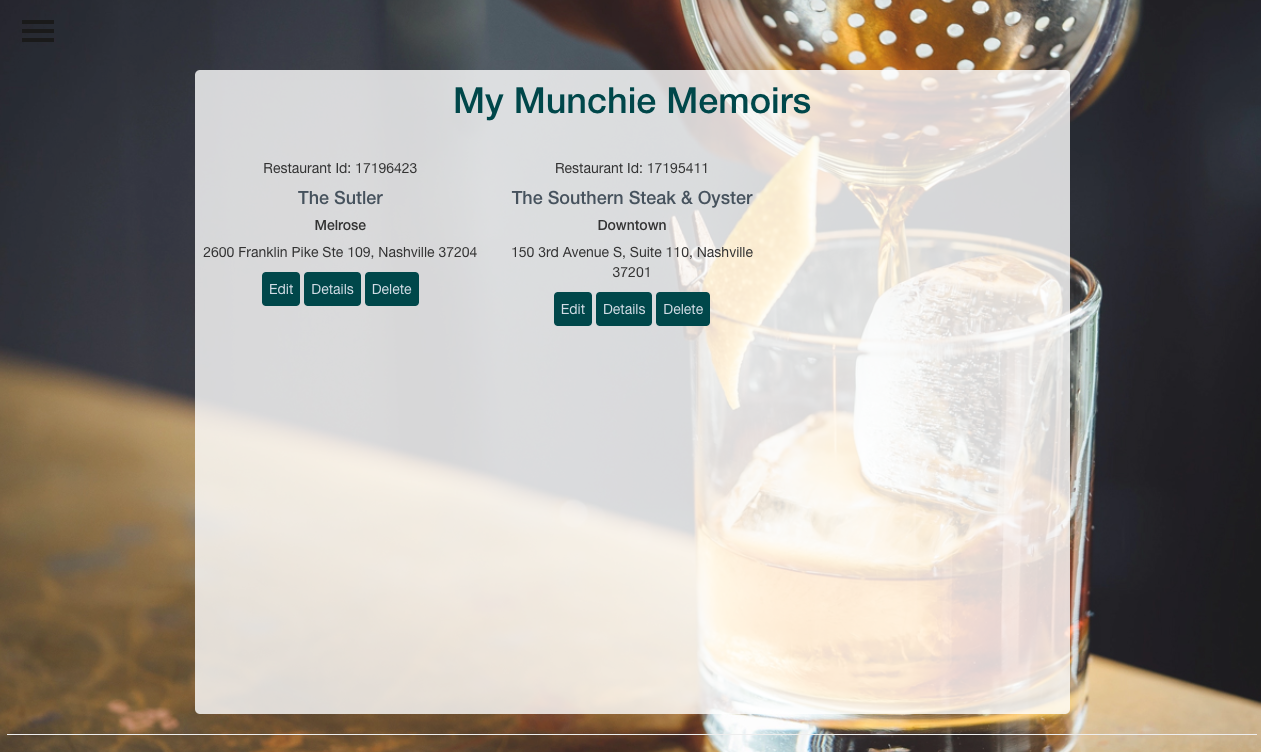 My Munchie Memoirs
Restaurant Id: 17196423
The Sutler
Melrose
2600 Franklin Pike Ste 109, Nashville 37204
Edit Details Delete
Restaurant Id: 17195411
The Southern Steak & Oyster
Downtown
150 3rd Avenue S, Suite 110, Nashville
37201
Edit Details Delete